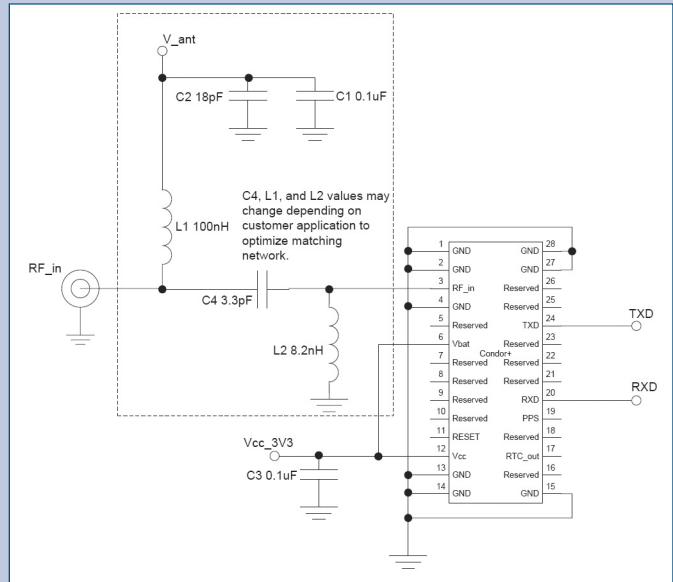 V_ant
C2 18pF
C1 0.1uF
L1 100nH
C4, L1, and L2 values may
change depending on
customer application to
optimize matching
network.
RF_in
C4 3.3pF
L2 8.2nH
Vcc_3V3
C3 0.1uF
Condor+
1 GND
2 GND
3 RF_in
4 GND
5 Reserved
6 Vbat
7 Reserved
8 Reserved
9 Reserved
10 Reserved
11 RESET
12 Vcc
13 GND
14 GND
GND 28
GND 27
Reserved 26
Reserved 25
TXD 24
Reserved 23
Reserved 22
Reserved 21
RXD 20
PPS 19
Reserved 18
RTC_out 17
Reserved 16
GND 15
TXD
RXD